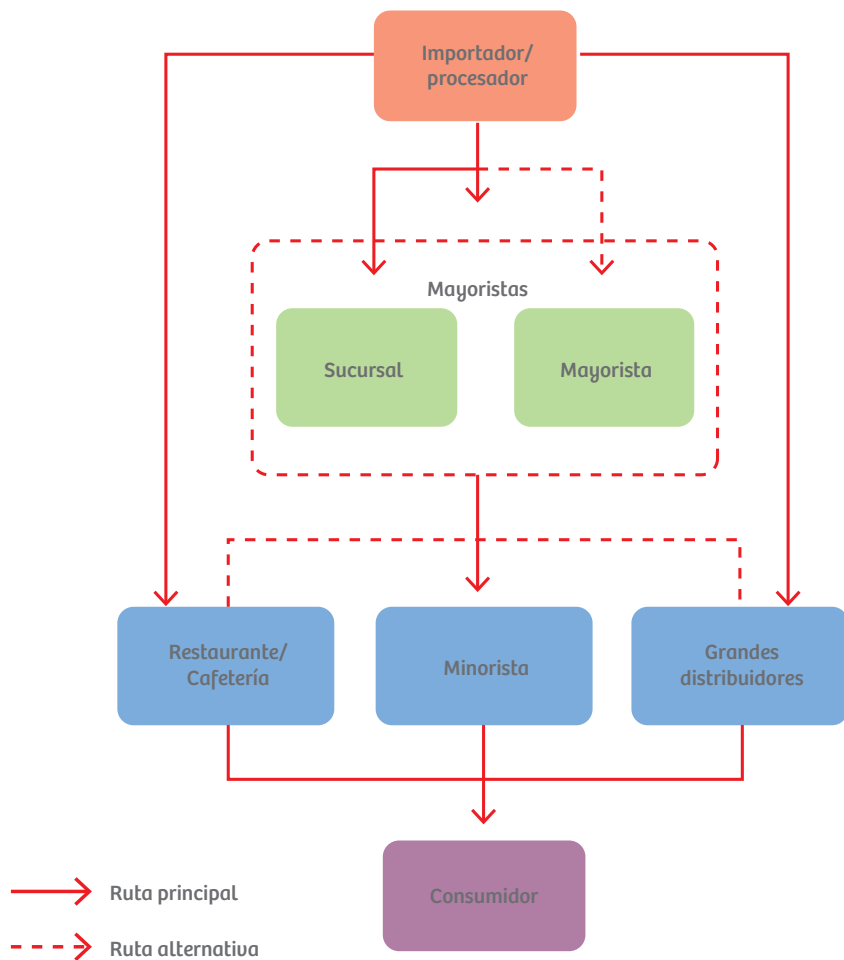 Importador/
procesador
Mayoristas
Sucursal
Mayorista
Restaurante/
Cafetería
Minorista
Grandes
distribuidores
Consumidor
Ruta principal
Ruta alternativa